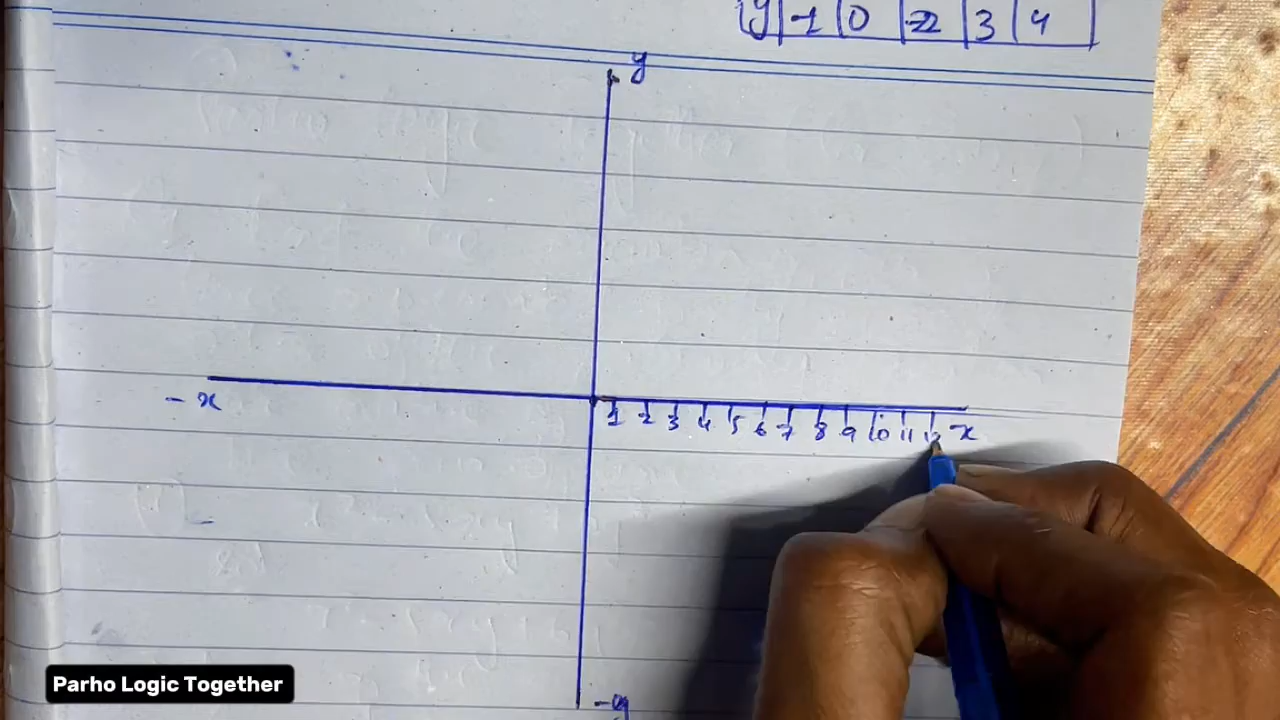 y -1 0 -2 3 4
y
-x
1 2 3 4 5 6 7 8 9 10 11 12 x
-y
Parho Logic Together